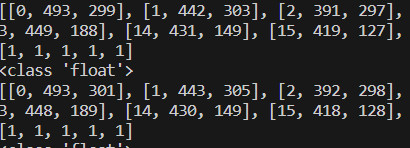 [[0, 493, 299], [1, 442, 303], [2, 391, 297],
3, 449, 188], [14, 431, 149], [15, 419, 127],
[1, 1, 1, 1, 1]
<class 'float'>
[[0, 493, 301], [1, 443, 305], [2, 392, 298],
3, 448, 189], [14, 430, 149], [15, 418, 128],
[1, 1, 1, 1, 1]
<class 'float'>